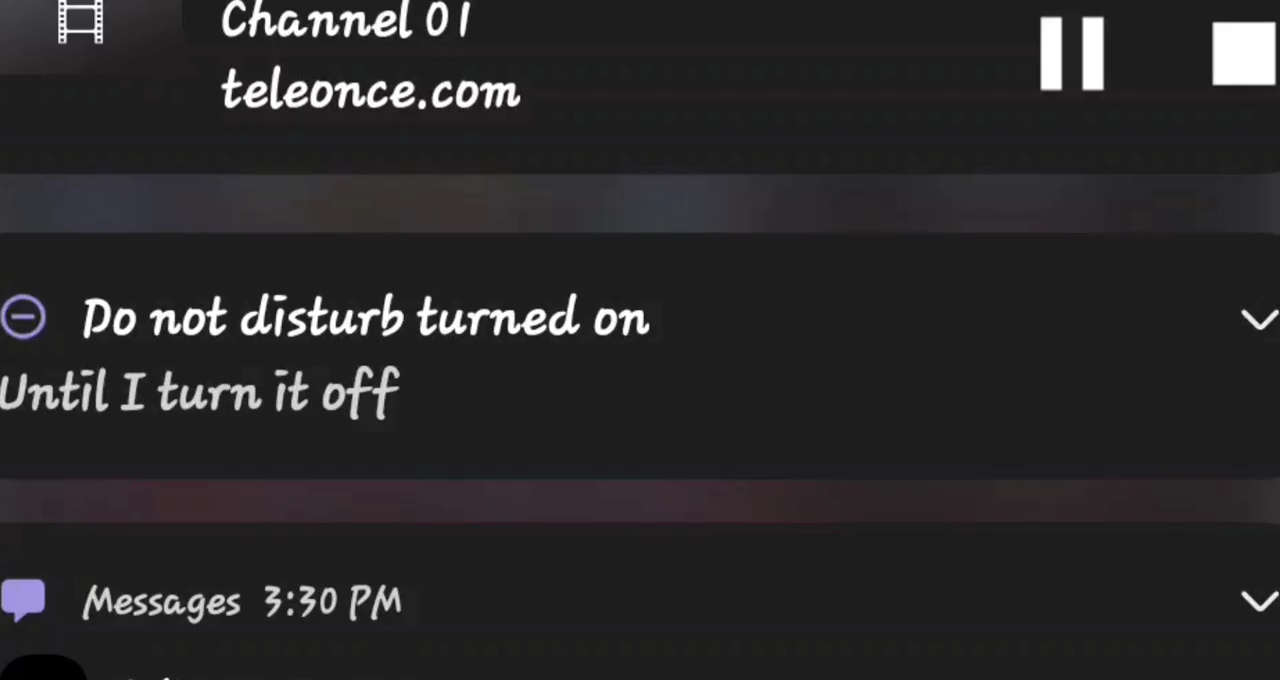 Channel 01
teleonce.com
Do not disturb turned on
Until I turn it off
Messages 3:30 PM